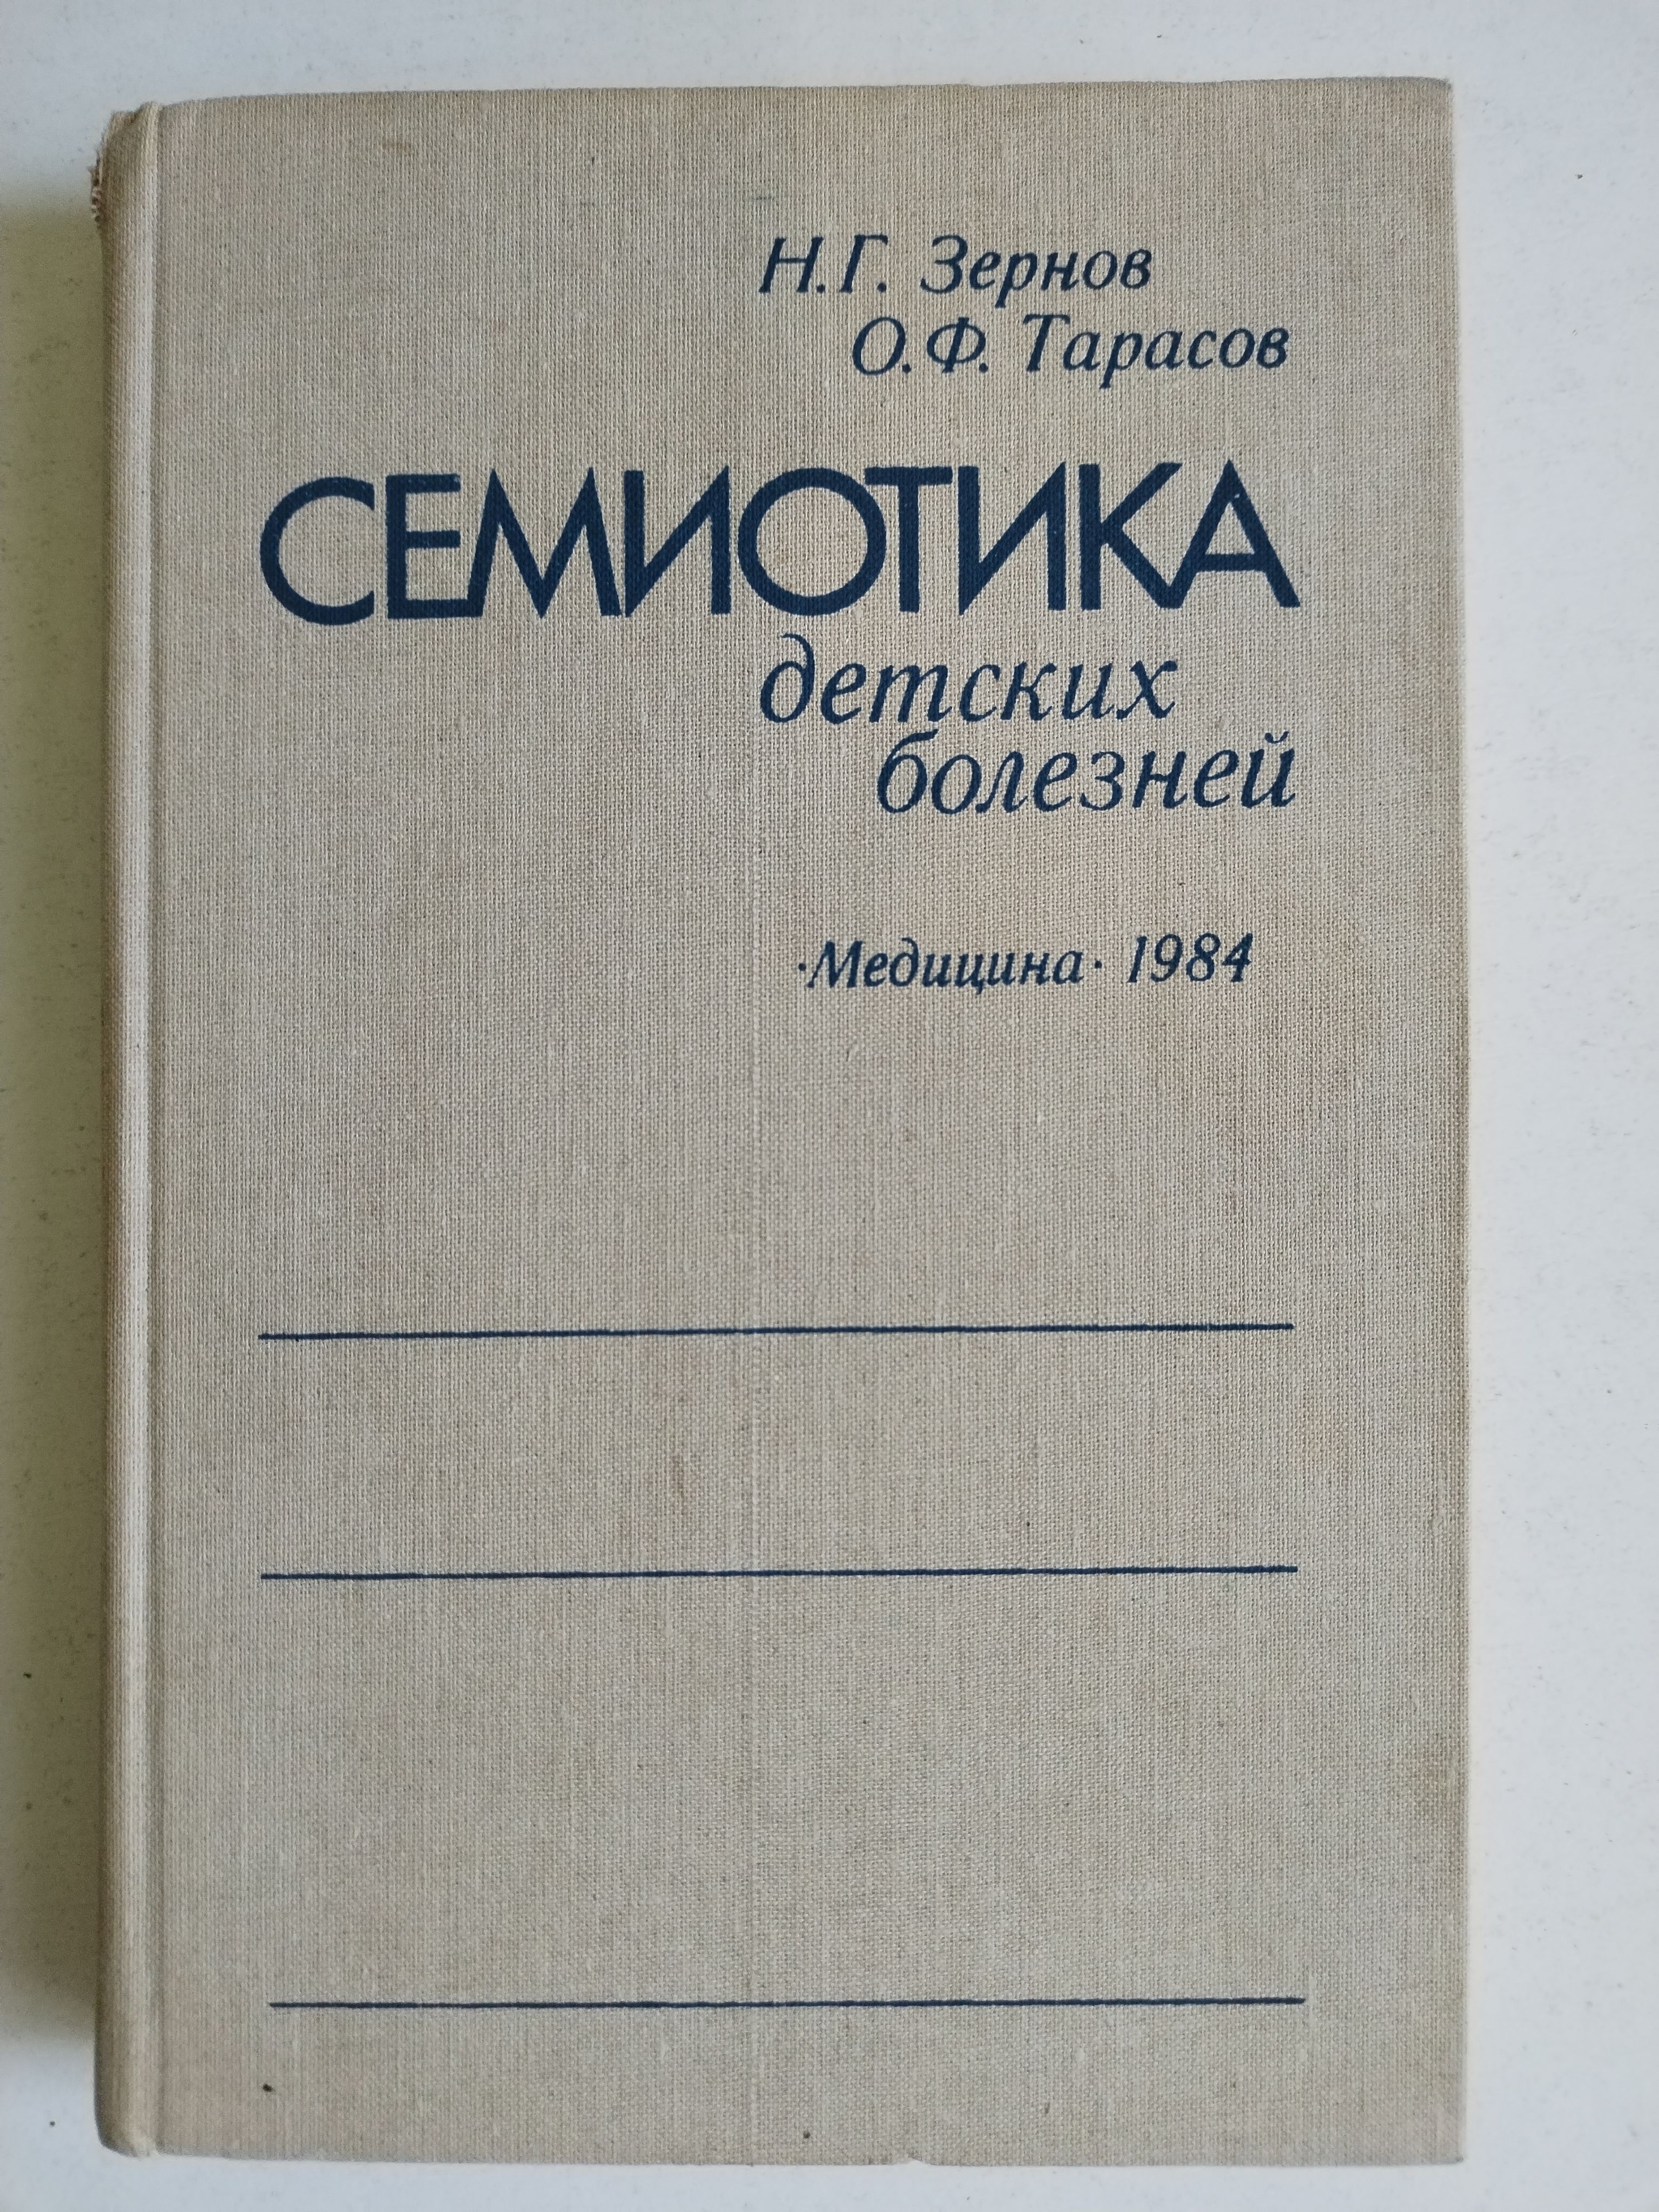 Н.Г. Зернов
О.Ф. Тарасов
СЕМИОТИКА
детских
болезней
·Медицина· 1984